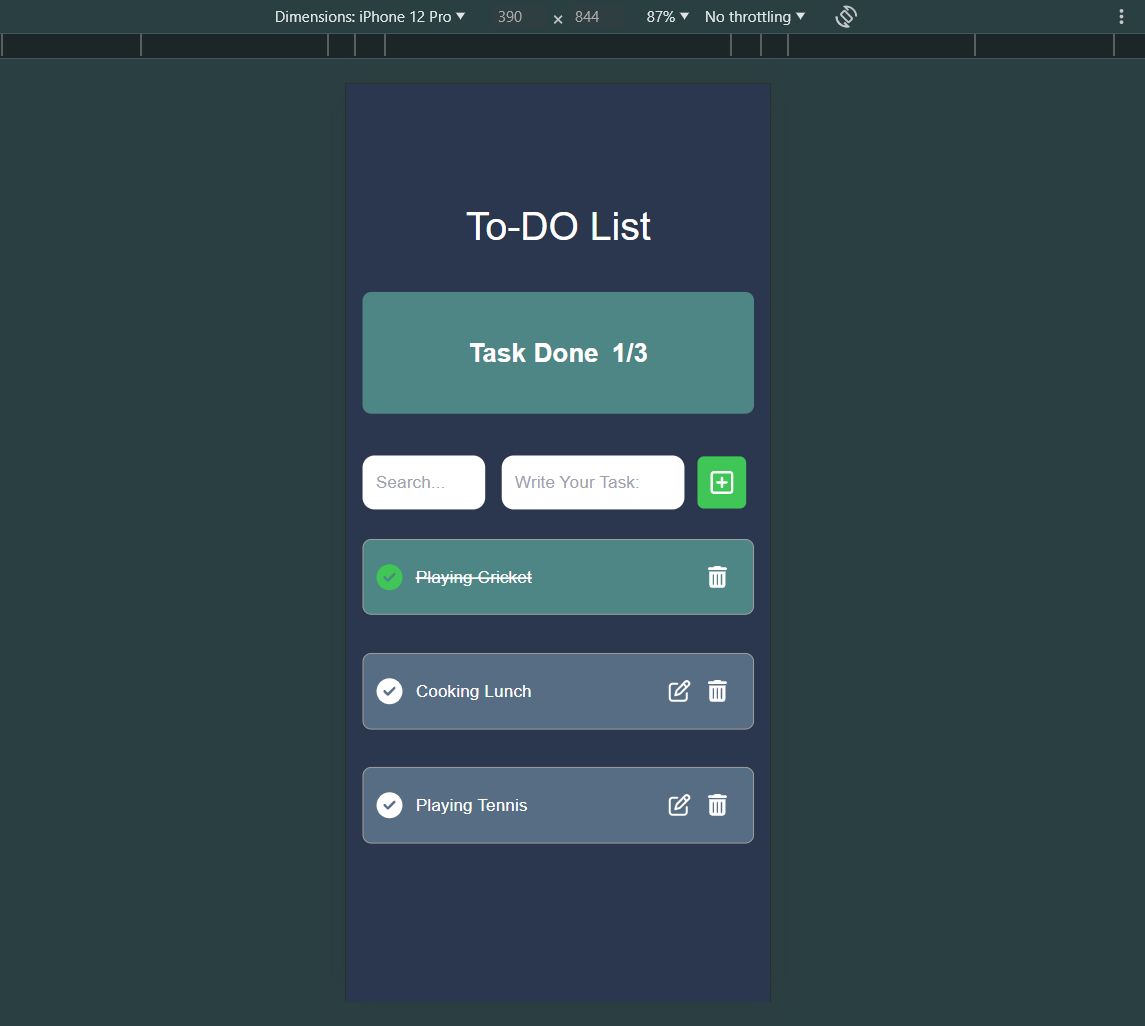 Dimensions: iPhone 12 Pro 390 × 844 87% No throttling
To-DO List
Task Done 1/3
Search... Write Your Task:
Playing Cricket
Cooking Lunch
Playing Tennis